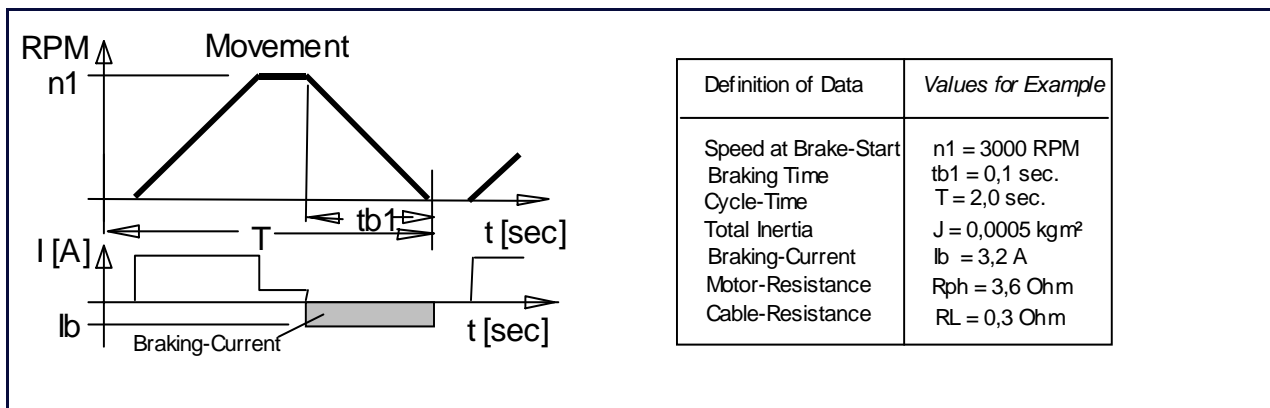 RPM
Movement
n1
tb1
T
t [sec]
I [A]
Ib
Braking-Current
t [sec]
Definition of Data Values for Example
Speed at Brake-Start n1 = 3000 RPM
Braking Time tb1 = 0,1 sec.
Cycle-Time T = 2,0 sec.
Total Inertia J = 0,0005 kgm²
Braking-Current Ib = 3,2 A
Motor-Resistance Rph = 3,6 Ohm
Cable-Resistance RL = 0,3 Ohm